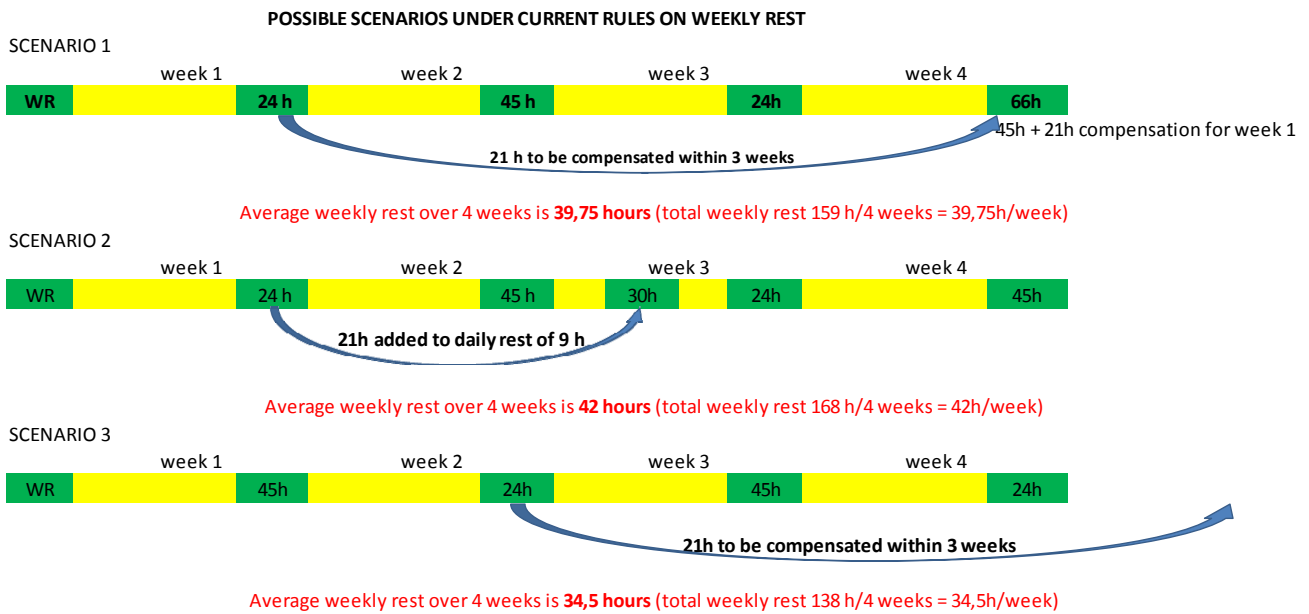 POSSIBLE SCENARIOS UNDER CURRENT RULES ON WEEKLY REST
SCENARIO 1
week 1 week 2 week 3 week 4
WR 24 h 45 h 24h 66h
45h + 21h compensation for week 1
21 h to be compensated within 3 weeks
Average weekly rest over 4 weeks is 39,75 hours (total weekly rest 159 h/4 weeks = 39,75h/week)
SCENARIO 2
week 1 week 2 week 3 week 4
WR 24 h 45 h 30h 24h 45h
21h added to daily rest of 9 h
Average weekly rest over 4 weeks is 42 hours (total weekly rest 168 h/4 weeks = 42h/week)
SCENARIO 3
week 1 week 2 week 3 week 4
WR 45h 24h 45h 24h
21h to be compensated within 3 weeks
Average weekly rest over 4 weeks is 34,5 hours (total weekly rest 138 h/4 weeks = 34,5h/week)